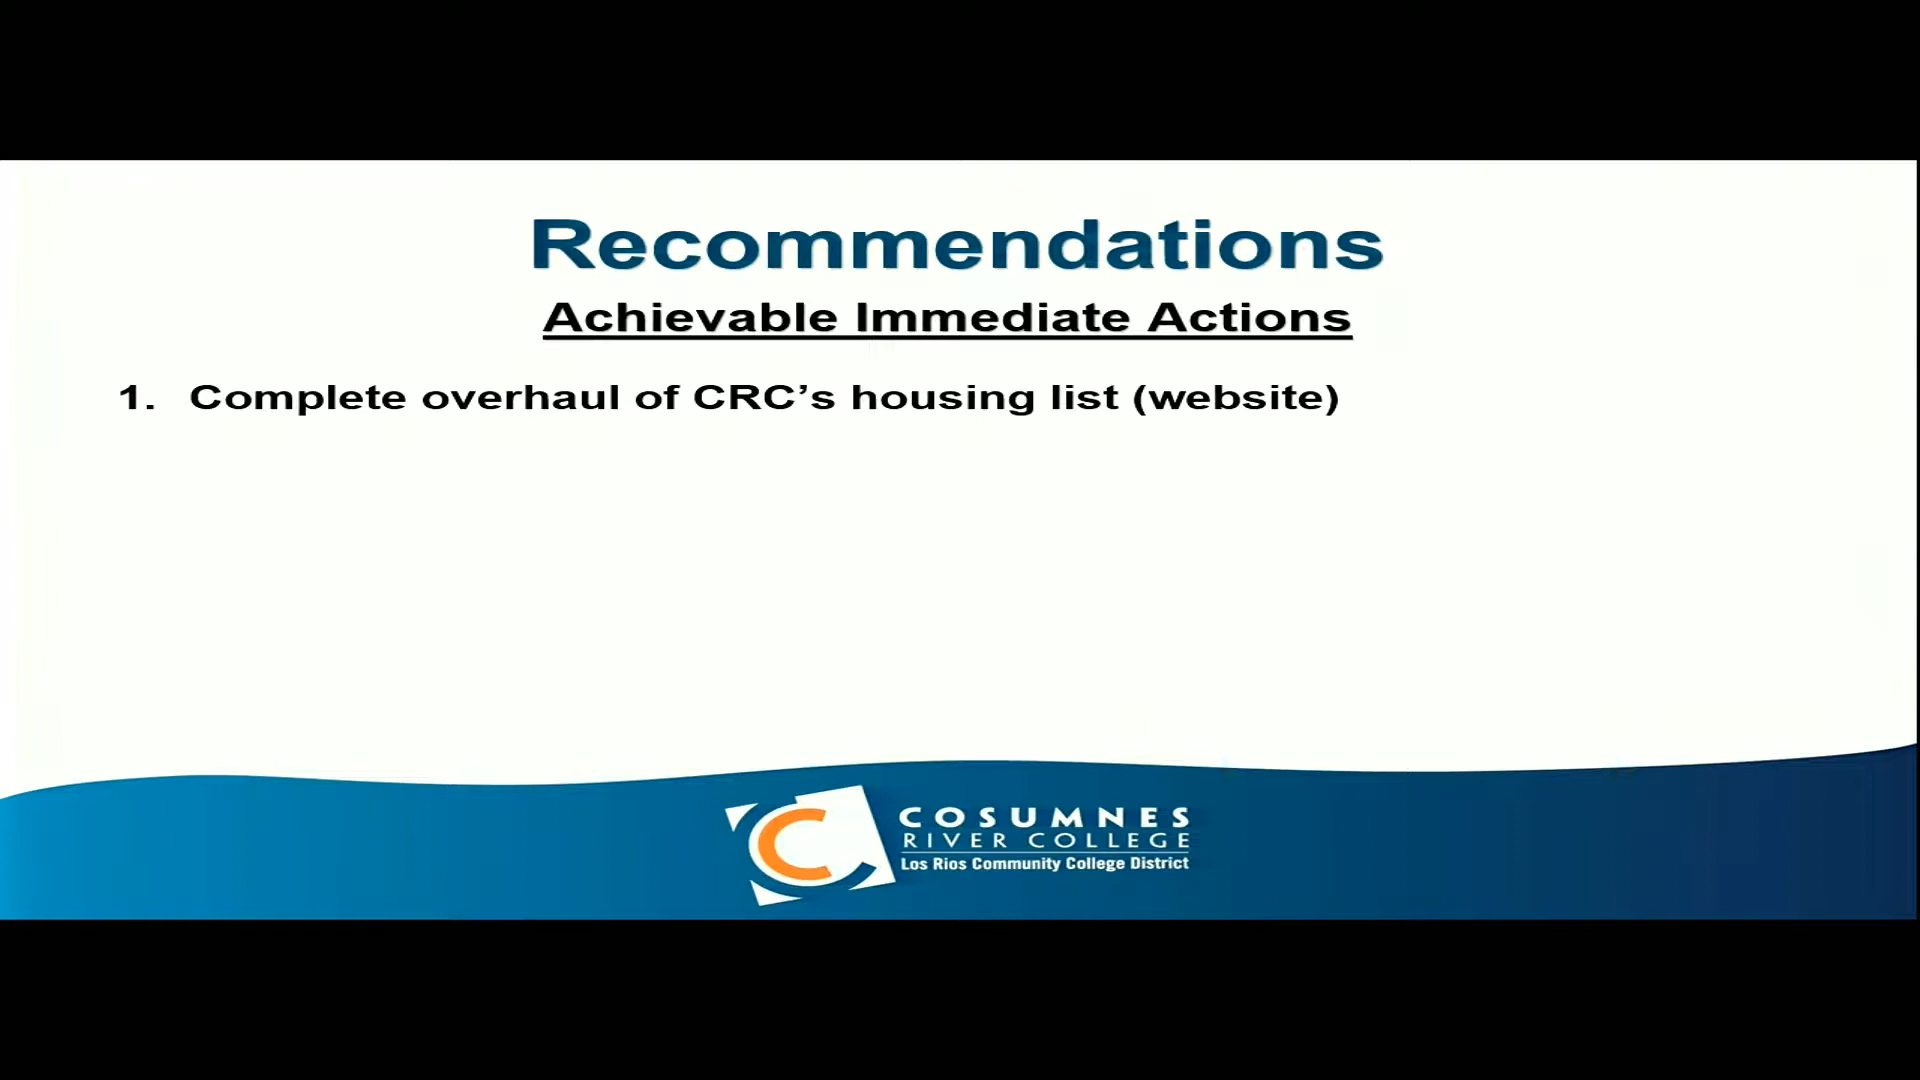 Recommendations
Achievable Immediate Actions
1. Complete overhaul of CRC’s housing list (website)
COSUMNES
RIVER COLLEGE
Los Rios Community College District